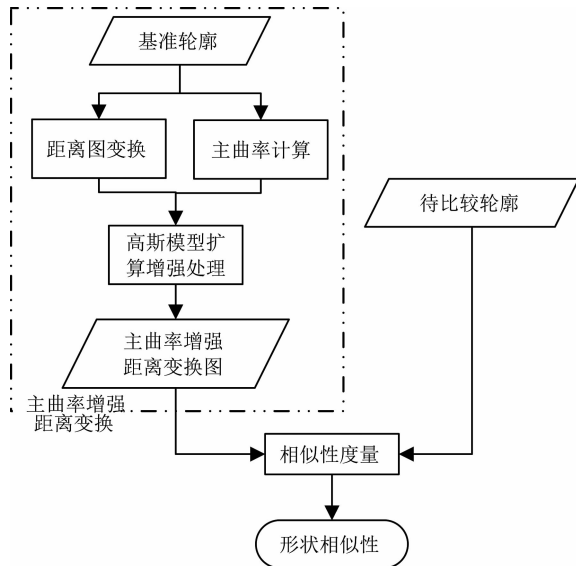 基准轮廓
距离图变换
主曲率计算
待比较轮廓
高斯模型扩
算增强处理
主曲率增强
距离变换图
主曲率增强
距离变换
相似性度量
形状相似性